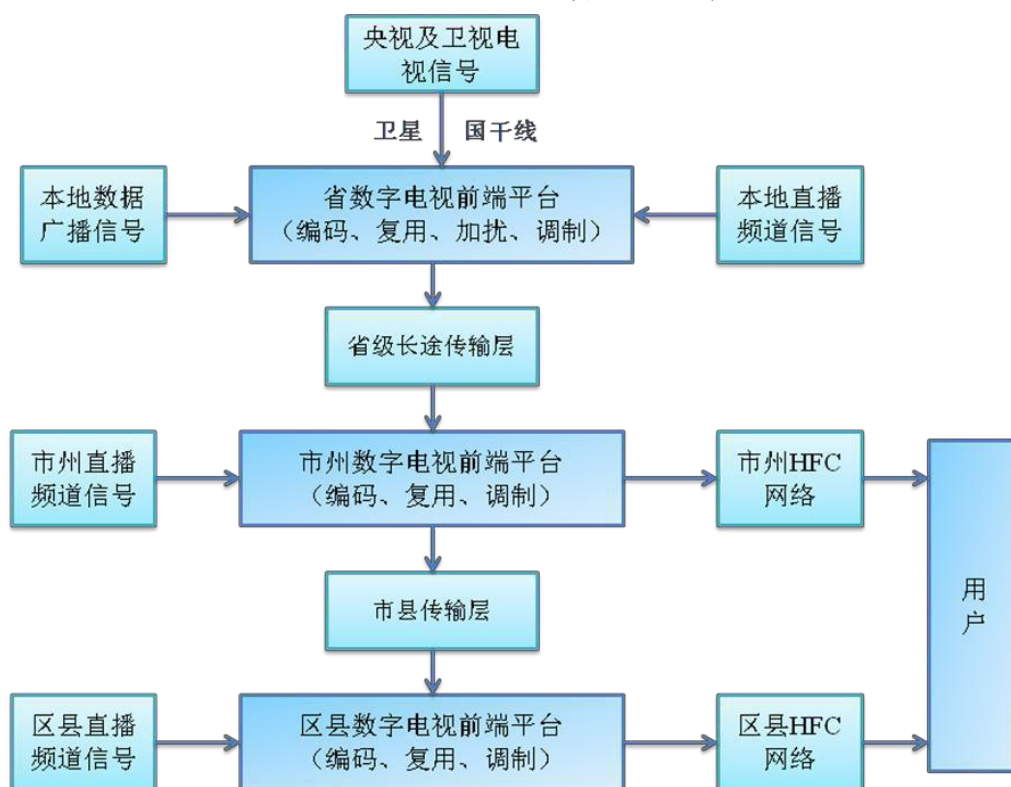 央视及卫视电
视信号
卫星 国干线
本地数据
广播信号
省数字电视前端平台
（编码、复用、加扰、调制）
本地直播
频道信号
省级长途传输层
市州直播
频道信号
市州数字电视前端平台
（编码、复用、调制）
市州HFC
网络
用
户
市县传输层
区县直播
频道信号
区县数字电视前端平台
（编码、复用、调制）
区县HFC
网络